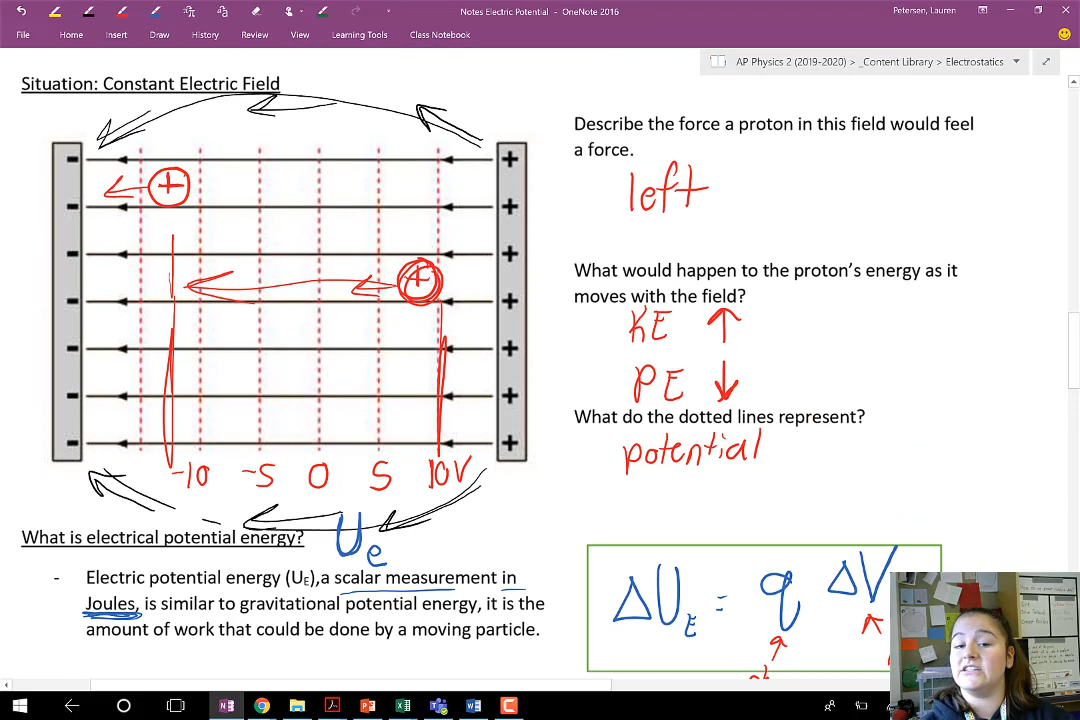 Notes Electric Potential - OneNote 2016
Petersen, Lauren
File Home Insert Draw History Review View Learning Tools Class Notebook
AP Physics 2 (2019-2020) > _Content Library > Electrostatics
Situation: Constant Electric Field
- +
- +
- +
- +
- +
- +
- +
+
+
-10 -5 0 5 10V
Describe the force a proton in this field would feel
a force.
left
What would happen to the proton's energy as it
moves with the field?
KE ↑
PE ↓
What do the dotted lines represent?
potential
What is electrical potential energy?
Ue
- Electric potential energy (UE),a scalar measurement in
Joules, is similar to gravitational potential energy, it is the
amount of work that could be done by a moving particle.
ΔUE = q ΔV